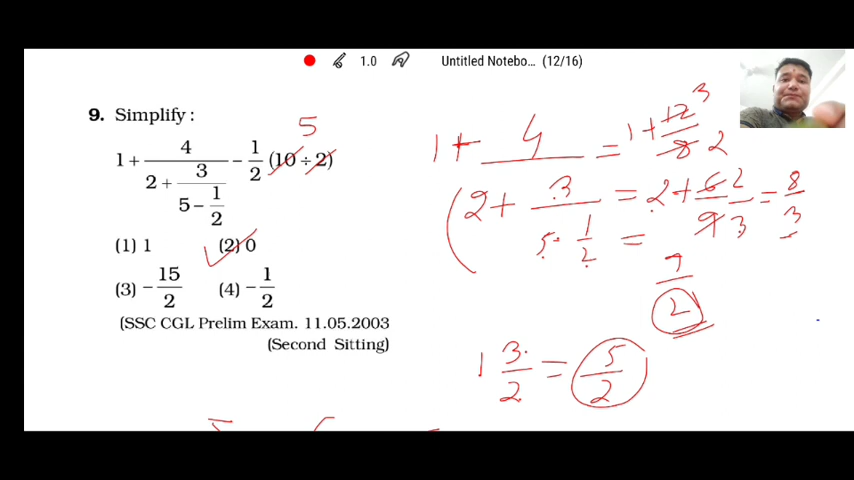 1.0 Untitled Notebo... (12/16)
9. Simplify :
1 + 4/(2 + 3/(5 - 1/2)) - 1/2 (10 ÷ 2)
5
(1) 1 (2) 0
(3) -15/2 (4) -1/2
(SSC CGL Prelim Exam. 11.05.2003
(Second Sitting)
1 + 4 = 1 + 12/8 3 2
(2 + 3 = 2 + 6/9 2 3 = 8/3
5 · 1/2 =
9/2
1 3/2 = 5/2